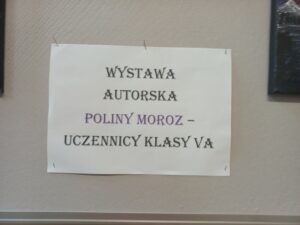 WYSTAWA
AUTORSKA
POLINY MOROZ –
UCZENNICY KLASY VA